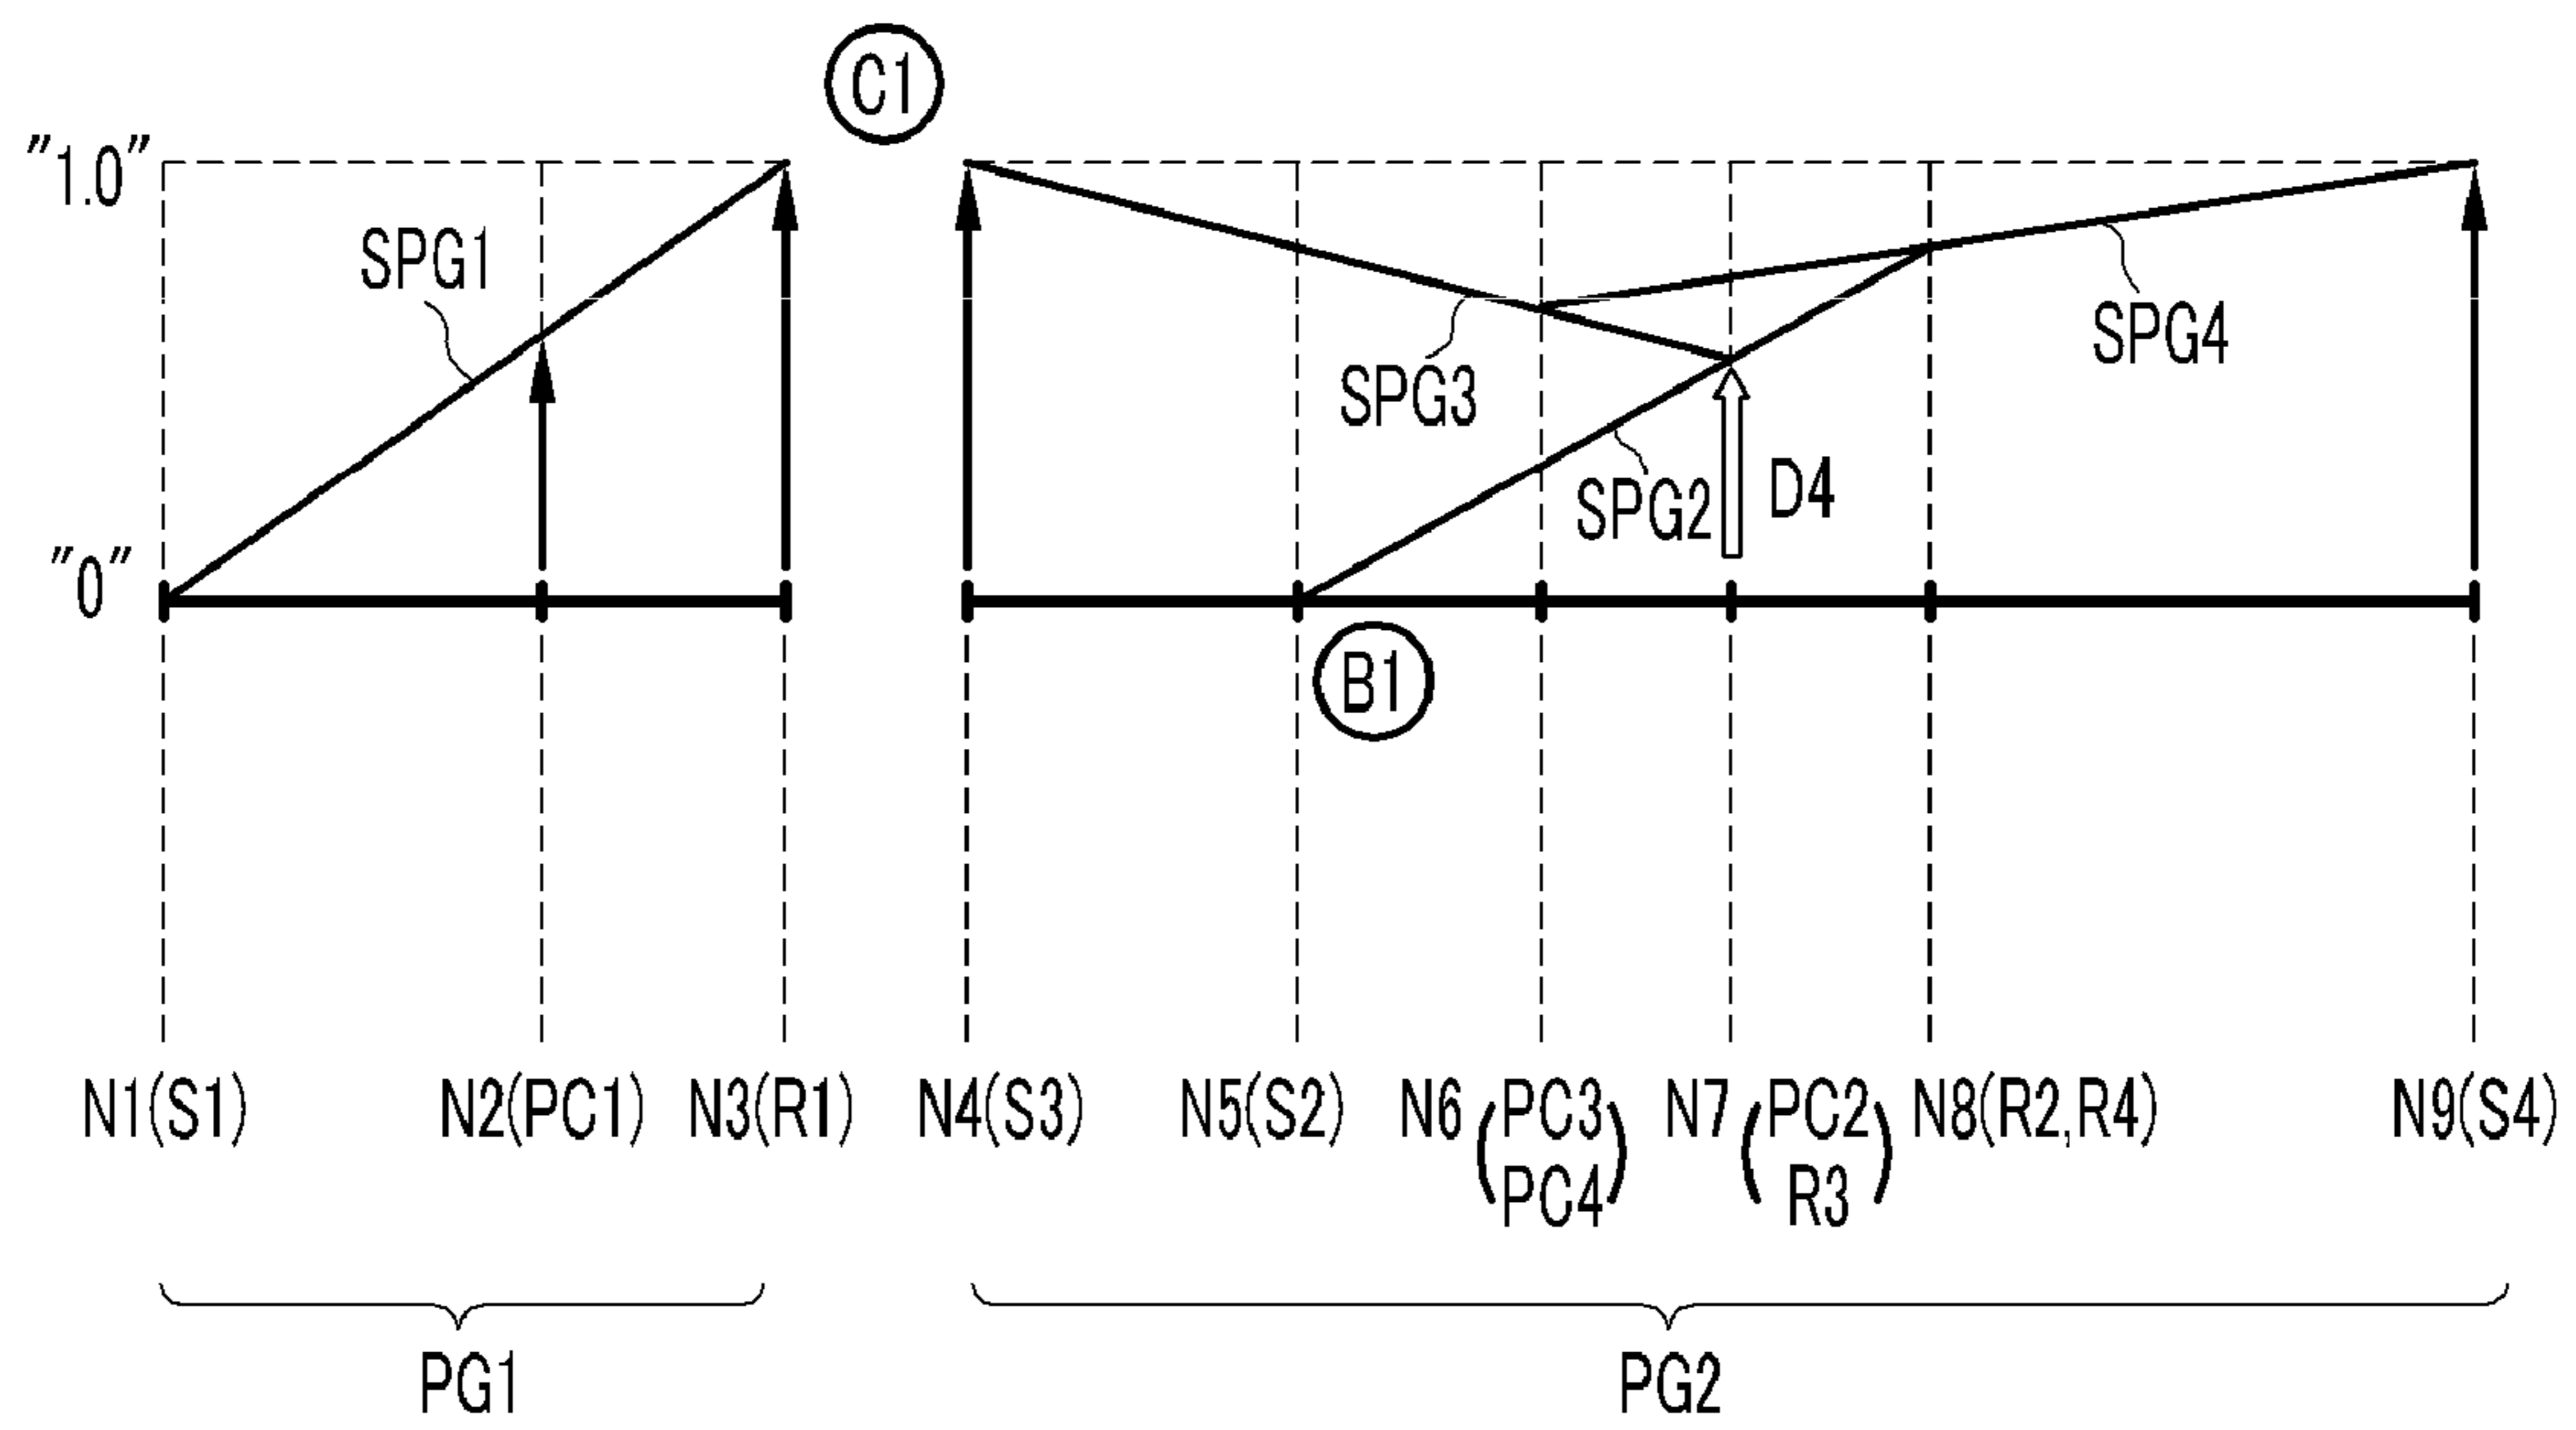 C1
"1.0"
SPG1
SPG4
SPG3
SPG2
D4
"0"
B1
N1(S1) N2(PC1) N3(R1) N4(S3) N5(S2) N6(PC3 PC4) N7(PC2 R3) N8(R2,R4) N9(S4)
PG1 PG2